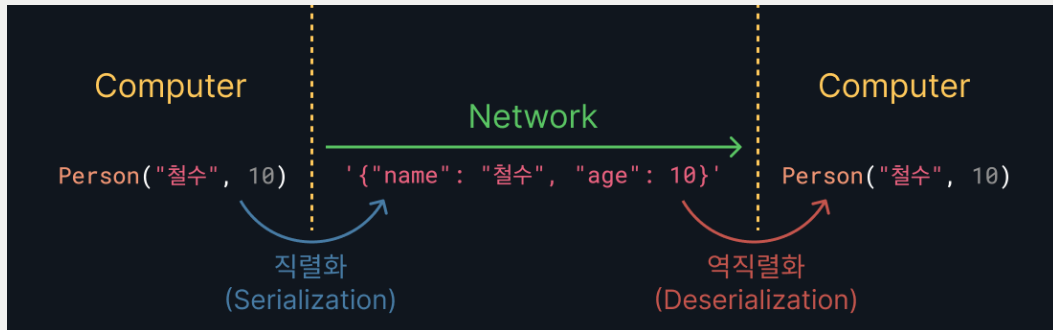 Computer
Network
Computer
Person("철수", 10)
'{"name": "철수", "age": 10}'
Person("철수", 10)
직렬화
(Serialization)
역직렬화
(Deserialization)